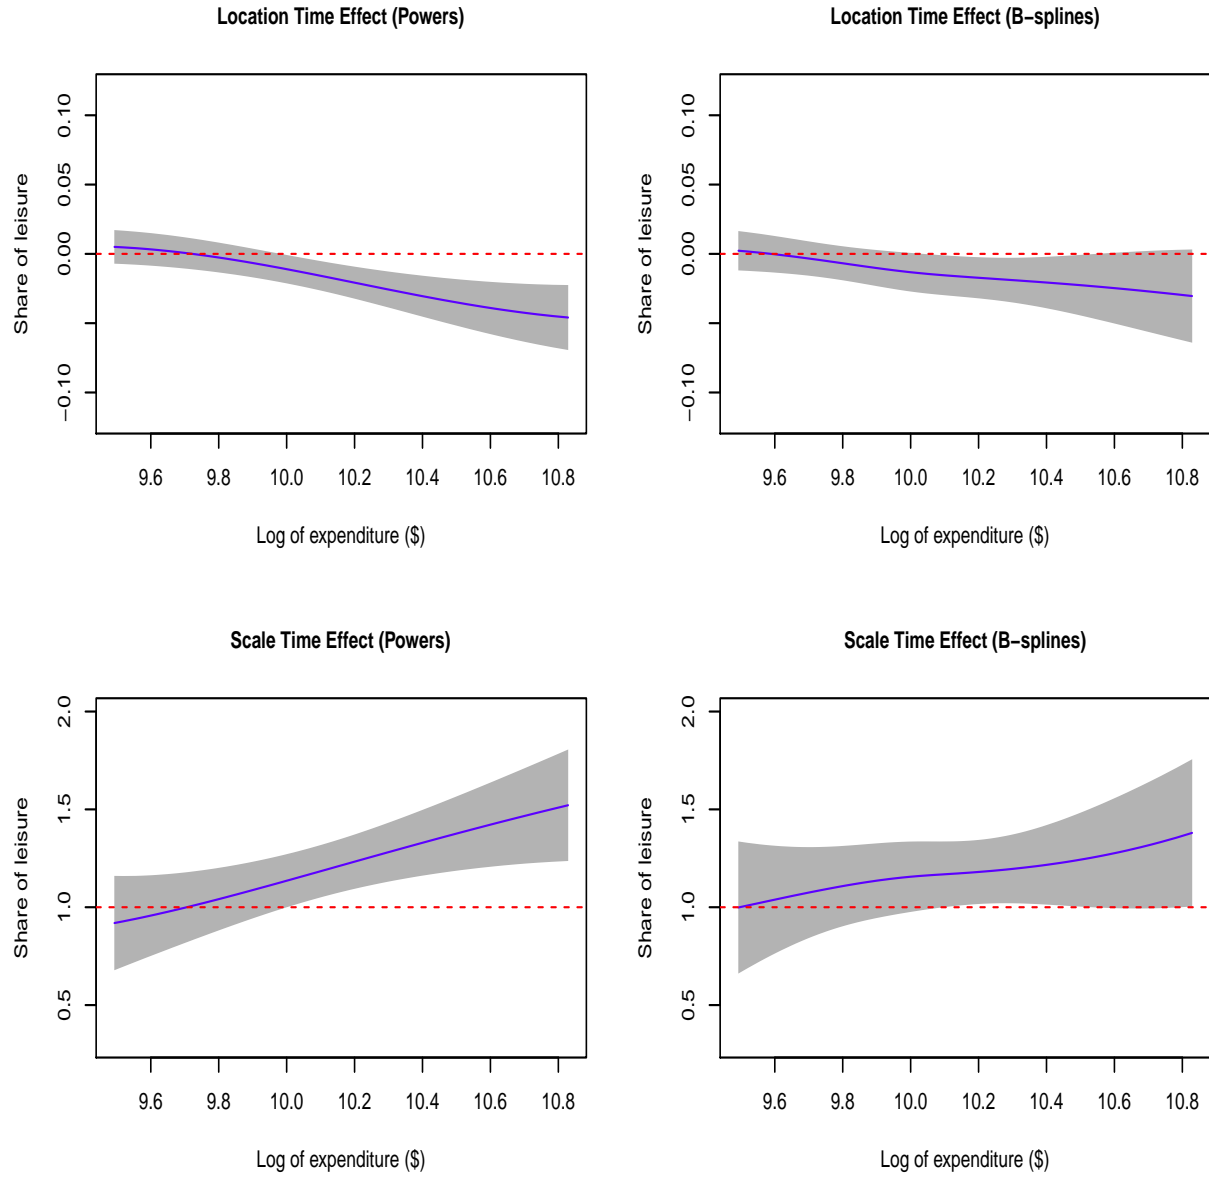 Location Time Effect (Powers)
Share of leisure
0.10
0.05
0.00
−0.10
9.6 9.8 10.0 10.2 10.4 10.6 10.8
Log of expenditure ($)
Location Time Effect (B−splines)
Share of leisure
0.10
0.05
0.00
−0.10
9.6 9.8 10.0 10.2 10.4 10.6 10.8
Log of expenditure ($)
Scale Time Effect (Powers)
Share of leisure
2.0
1.5
1.0
0.5
9.6 9.8 10.0 10.2 10.4 10.6 10.8
Log of expenditure ($)
Scale Time Effect (B−splines)
Share of leisure
2.0
1.5
1.0
0.5
9.6 9.8 10.0 10.2 10.4 10.6 10.8
Log of expenditure ($)